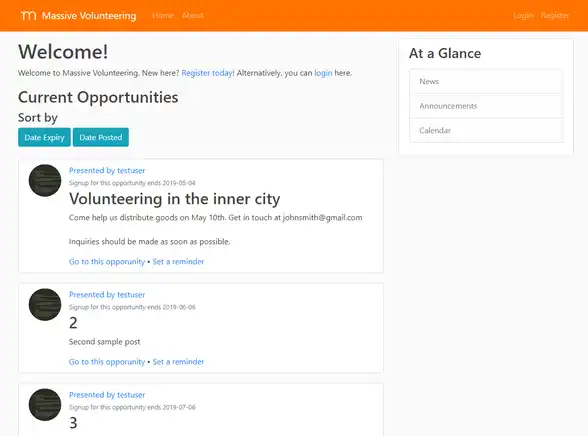 Massive Volunteering Home About Login Register
Welcome!
Welcome to Massive Volunteering. New here? Register today! Alternatively, you can login here.
Current Opportunities
Sort by
Date Expiry Date Posted
Presented by testuser
Signup for this opportunity ends 2019-05-04
Volunteering in the inner city
Come help us distribute goods on May 10th. Get in touch at johnsmith@gmail.com
Inquiries should be made as soon as possible.
Go to this opporunity • Set a reminder
Presented by testuser
Signup for this opportunity ends 2019-06-06
2
Second sample post
Go to this opporunity • Set a reminder
Presented by testuser
Signup for this opportunity ends 2019-07-06
3
At a Glance
News
Announcements
Calendar